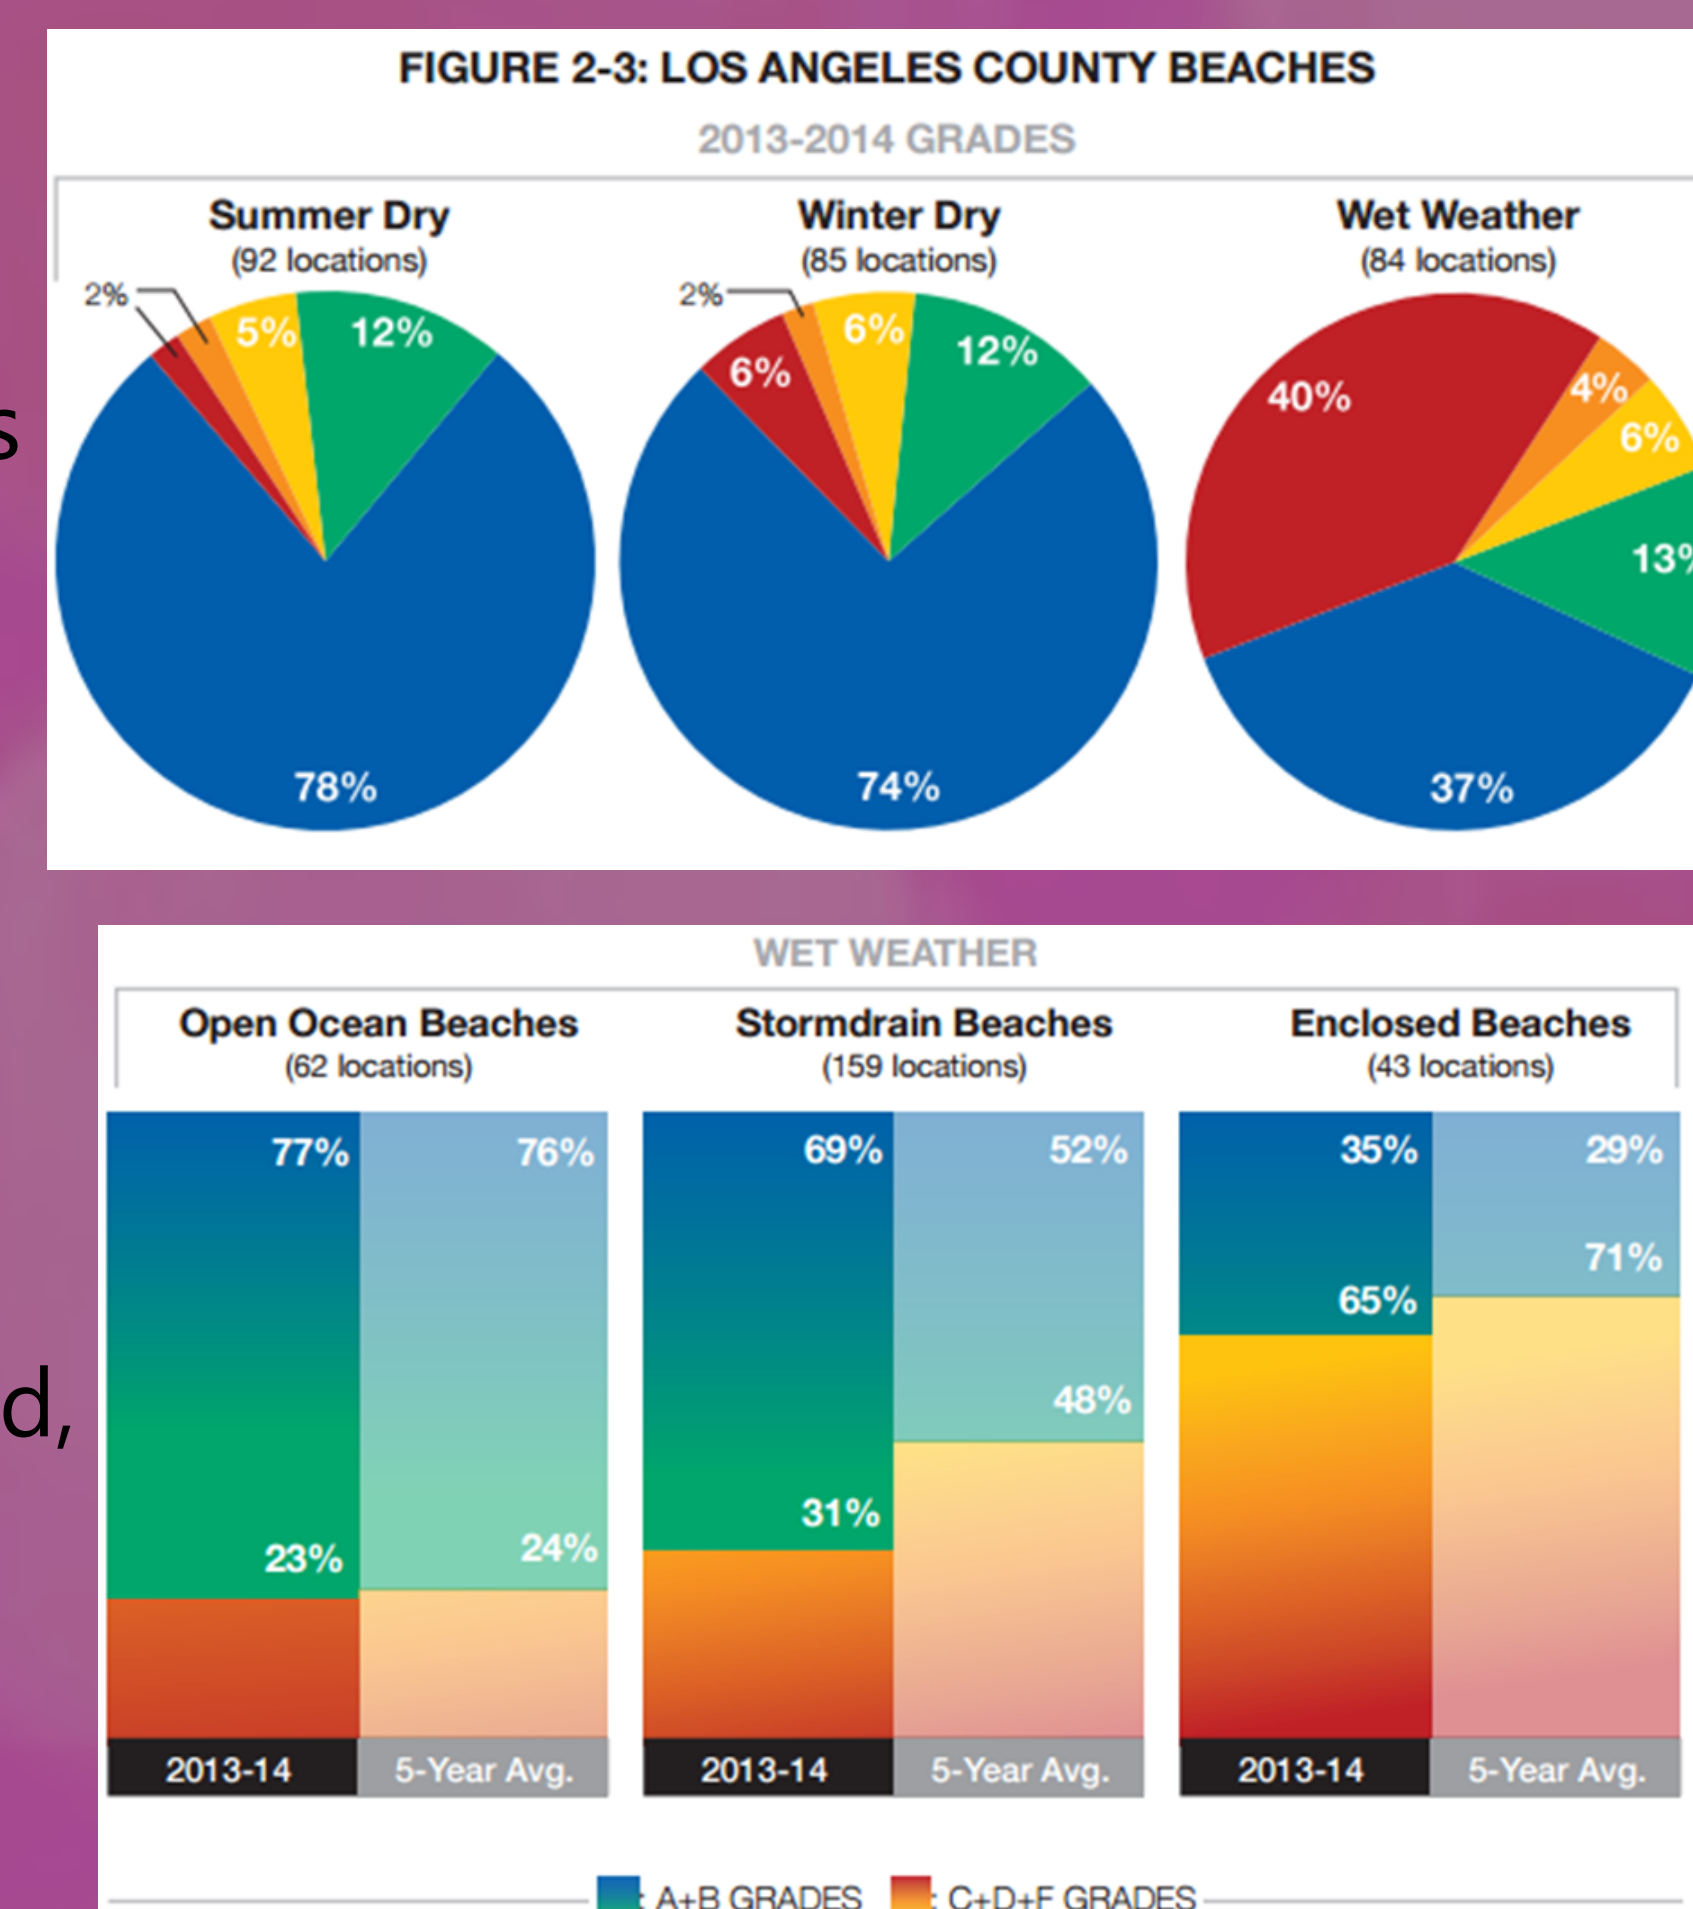 FIGURE 2-3: LOS ANGELES COUNTY BEACHES
2013-2014 GRADES
Summer Dry
(92 locations)
2%
5%
12%
78%
Winter Dry
(85 locations)
2%
6%
6%
12%
74%
Wet Weather
(84 locations)
40%
4%
6%
13%
37%
s
d,
WET WEATHER
Open Ocean Beaches
(62 locations)
77%
76%
23%
24%
2013-14
5-Year Avg.
Stormdrain Beaches
(159 locations)
69%
52%
48%
31%
2013-14
5-Year Avg.
Enclosed Beaches
(43 locations)
35%
29%
71%
65%
2013-14
5-Year Avg.
: A+B GRADES
: C+D+F GRADES